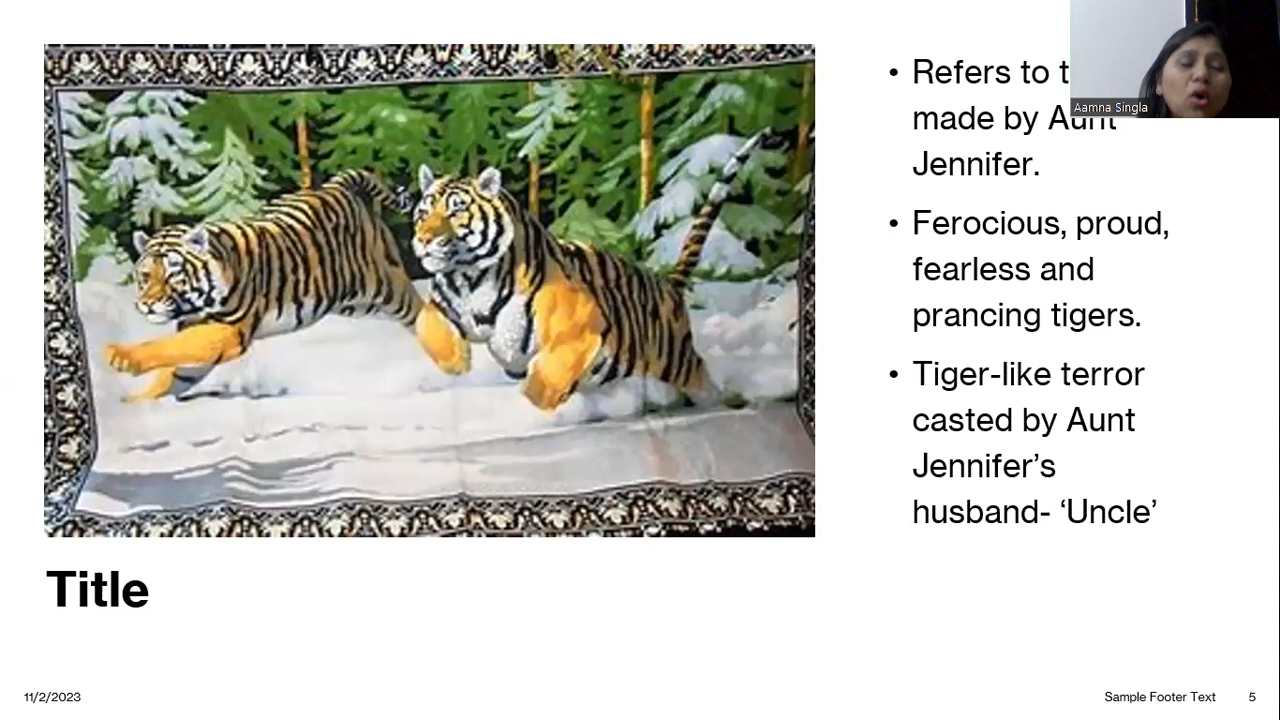 • Refers to t
made by Aunt
Jennifer.
• Ferocious, proud,
fearless and
prancing tigers.
• Tiger-like terror
casted by Aunt
Jennifer’s
husband- ‘Uncle’
Aamna Singla
Title
11/2/2023
Sample Footer Text
5